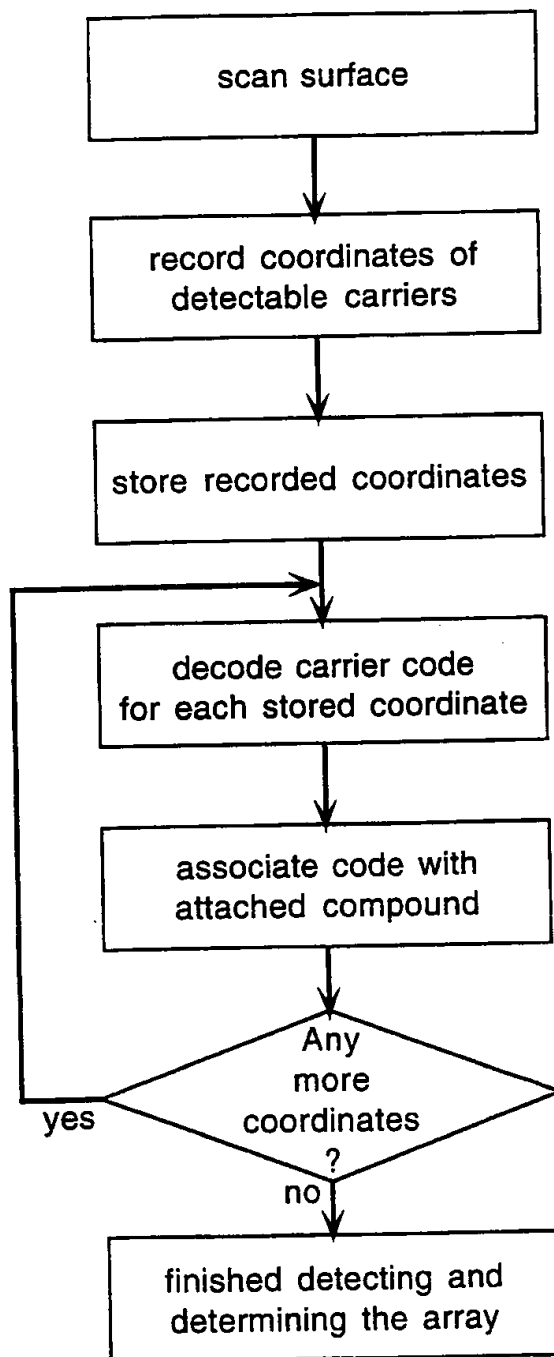 scan surface
record coordinates of
detectable carriers
store recorded coordinates
decode carrier code
for each stored coordinate
associate code with
attached compound
Any
more
coordinates
?
yes
no
finished detecting and
determining the array